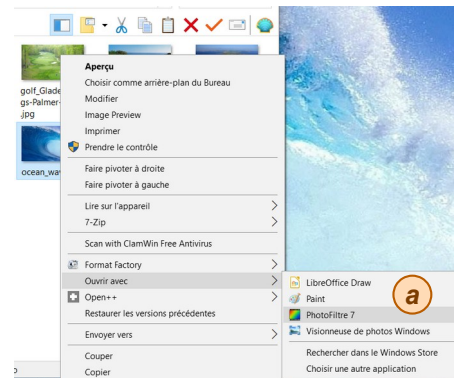 golf_Glade
gs-Palmer-
.jpg
ocean_wav
Aperçu
Choisir comme arrière-plan du Bureau
Modifier
Image Preview
Imprimer
Prendre le contrôle
Faire pivoter à droite
Faire pivoter à gauche
Lire sur l'appareil
7-Zip
Scan with ClamWin Free Antivirus
Format Factory
Ouvrir avec
Open++
Restaurer les versions précédentes
Envoyer vers
Couper
Copier
LibreOffice Draw
Paint
PhotoFiltre 7
Visionneuse de photos Windows
Rechercher dans le Windows Store
Choisir une autre application
a